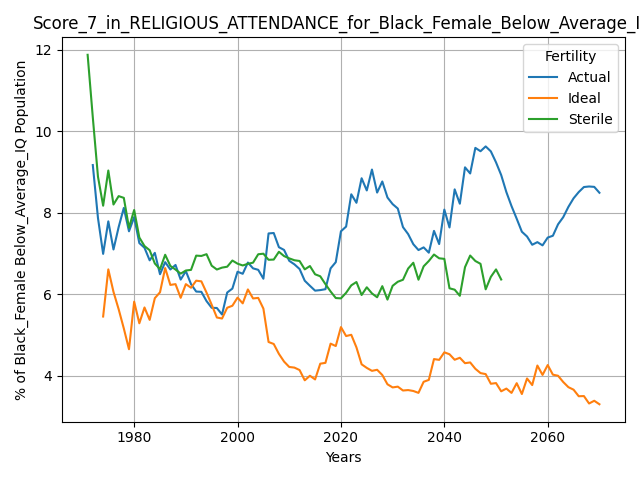 Score_7_in_RELIGIOUS_ATTENDANCE_for_Black_Female_Below_Average_I
Fertility
Actual
Ideal
Sterile
% of Black_Female Below_Average_IQ Population
12
10
8
6
4
1980
2000
2020
2040
2060
Years